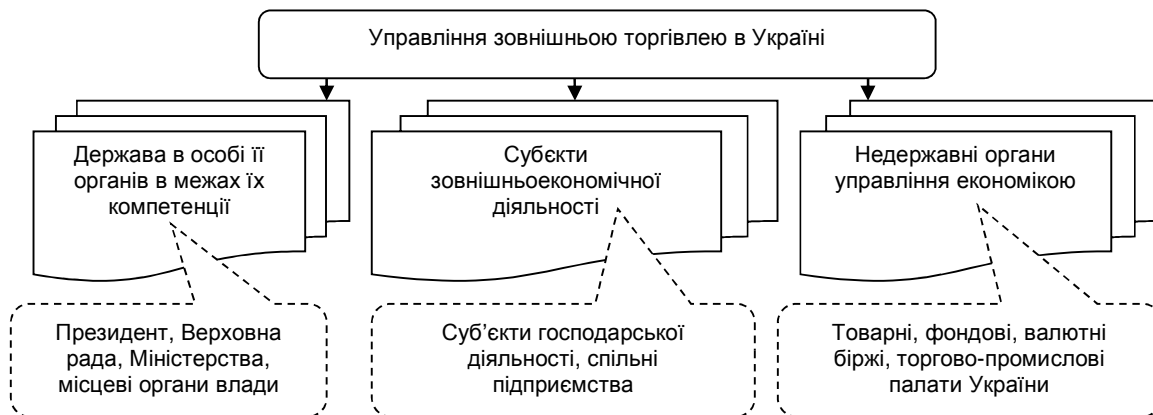 Управління зовнішньою торгівлею в Україні
Держава в особі її
органів в межах їх
компетенції
Субєкти
зовнішньоекономічної
діяльності
Недержавні органи
управління економікою
Президент, Верховна
рада, Міністерства,
місцеві органи влади
Суб’єкти господарської
діяльності, спільні
підприємства
Товарні, фондові, валютні
біржі, торгово-промислові
палати України